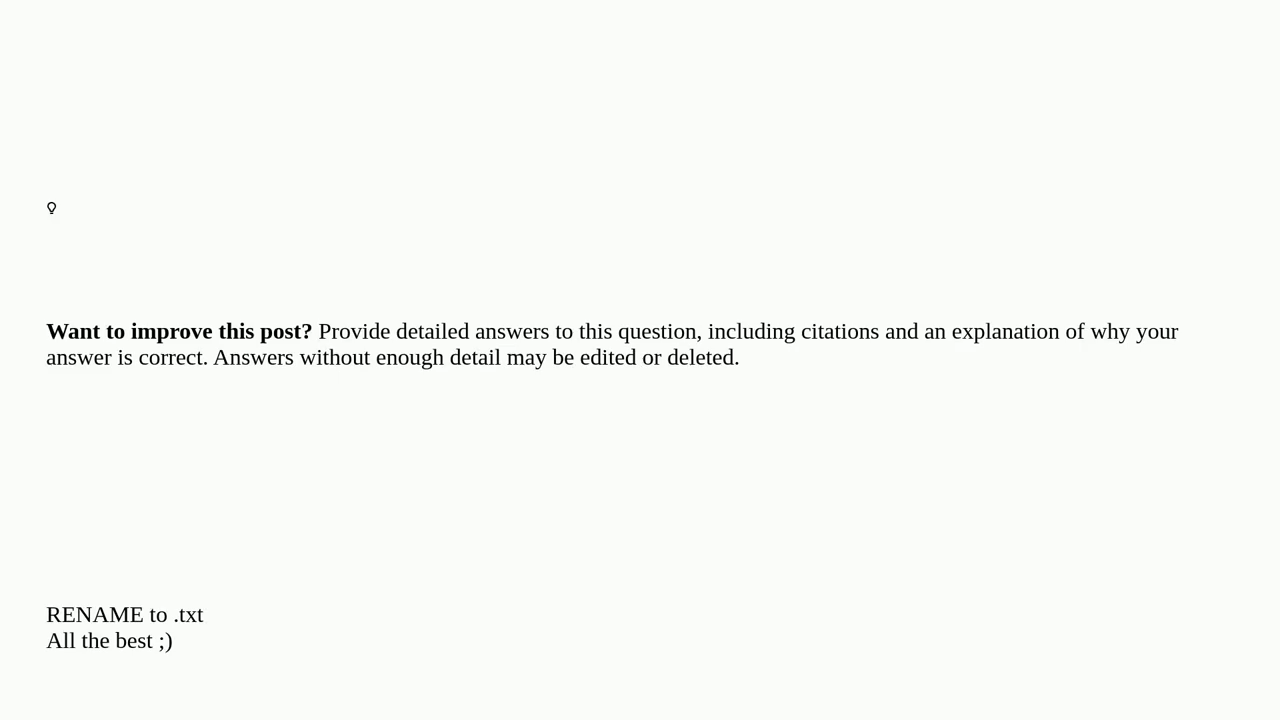 Want to improve this post? Provide detailed answers to this question, including citations and an explanation of why your
answer is correct. Answers without enough detail may be edited or deleted.
RENAME to .txt
All the best ;)